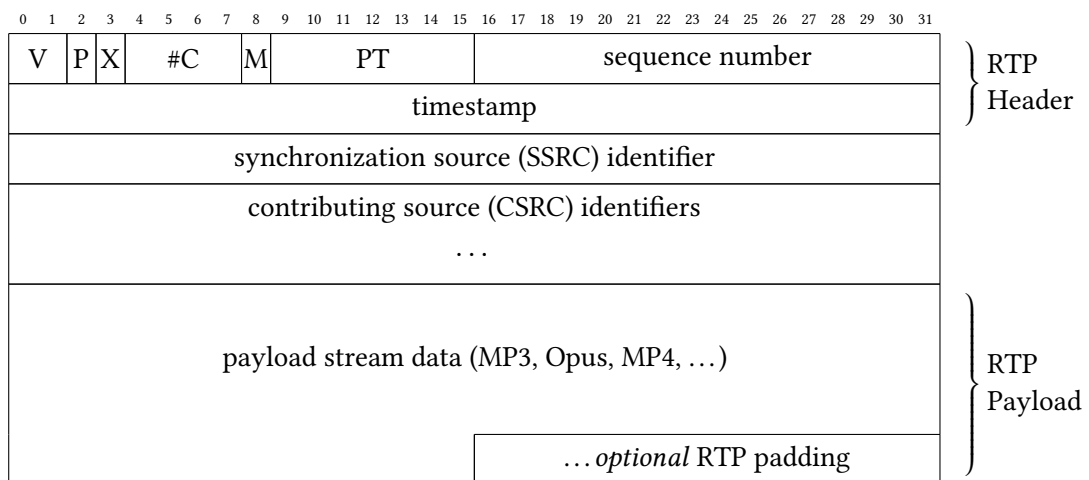 0 1 2 3 4 5 6 7 8 9 10 11 12 13 14 15 16 17 18 19 20 21 22 23 24 25 26 27 28 29 30 31
V P X #C M PT sequence number
timestamp
synchronization source (SSRC) identifier
contributing source (CSRC) identifiers
...
RTP
Header
payload stream data (MP3, Opus, MP4, ...)
...optional RTP padding
RTP
Payload